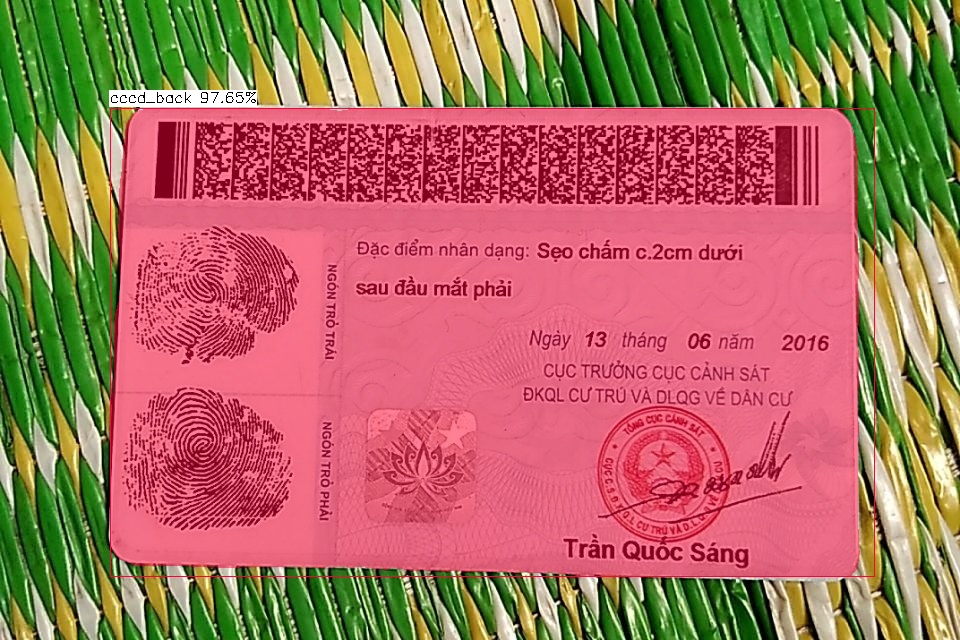 cccd_back 97.65%
Đặc điểm nhân dạng: Sẹo chấm c.2cm dưới
sau đầu mắt phải
NGÓN TRỎ TRÁI
Ngày 13 tháng 06 năm 2016
CỤC TRƯỞNG CỤC CẢNH SÁT
ĐKQL CƯ TRÚ VÀ DLQG VỀ DÂN CƯ
NGÓN TRỎ PHẢI
TỔNG CỤC CẢNH SÁT
CƯ TRÚ VÀ
Trần Quốc Sáng